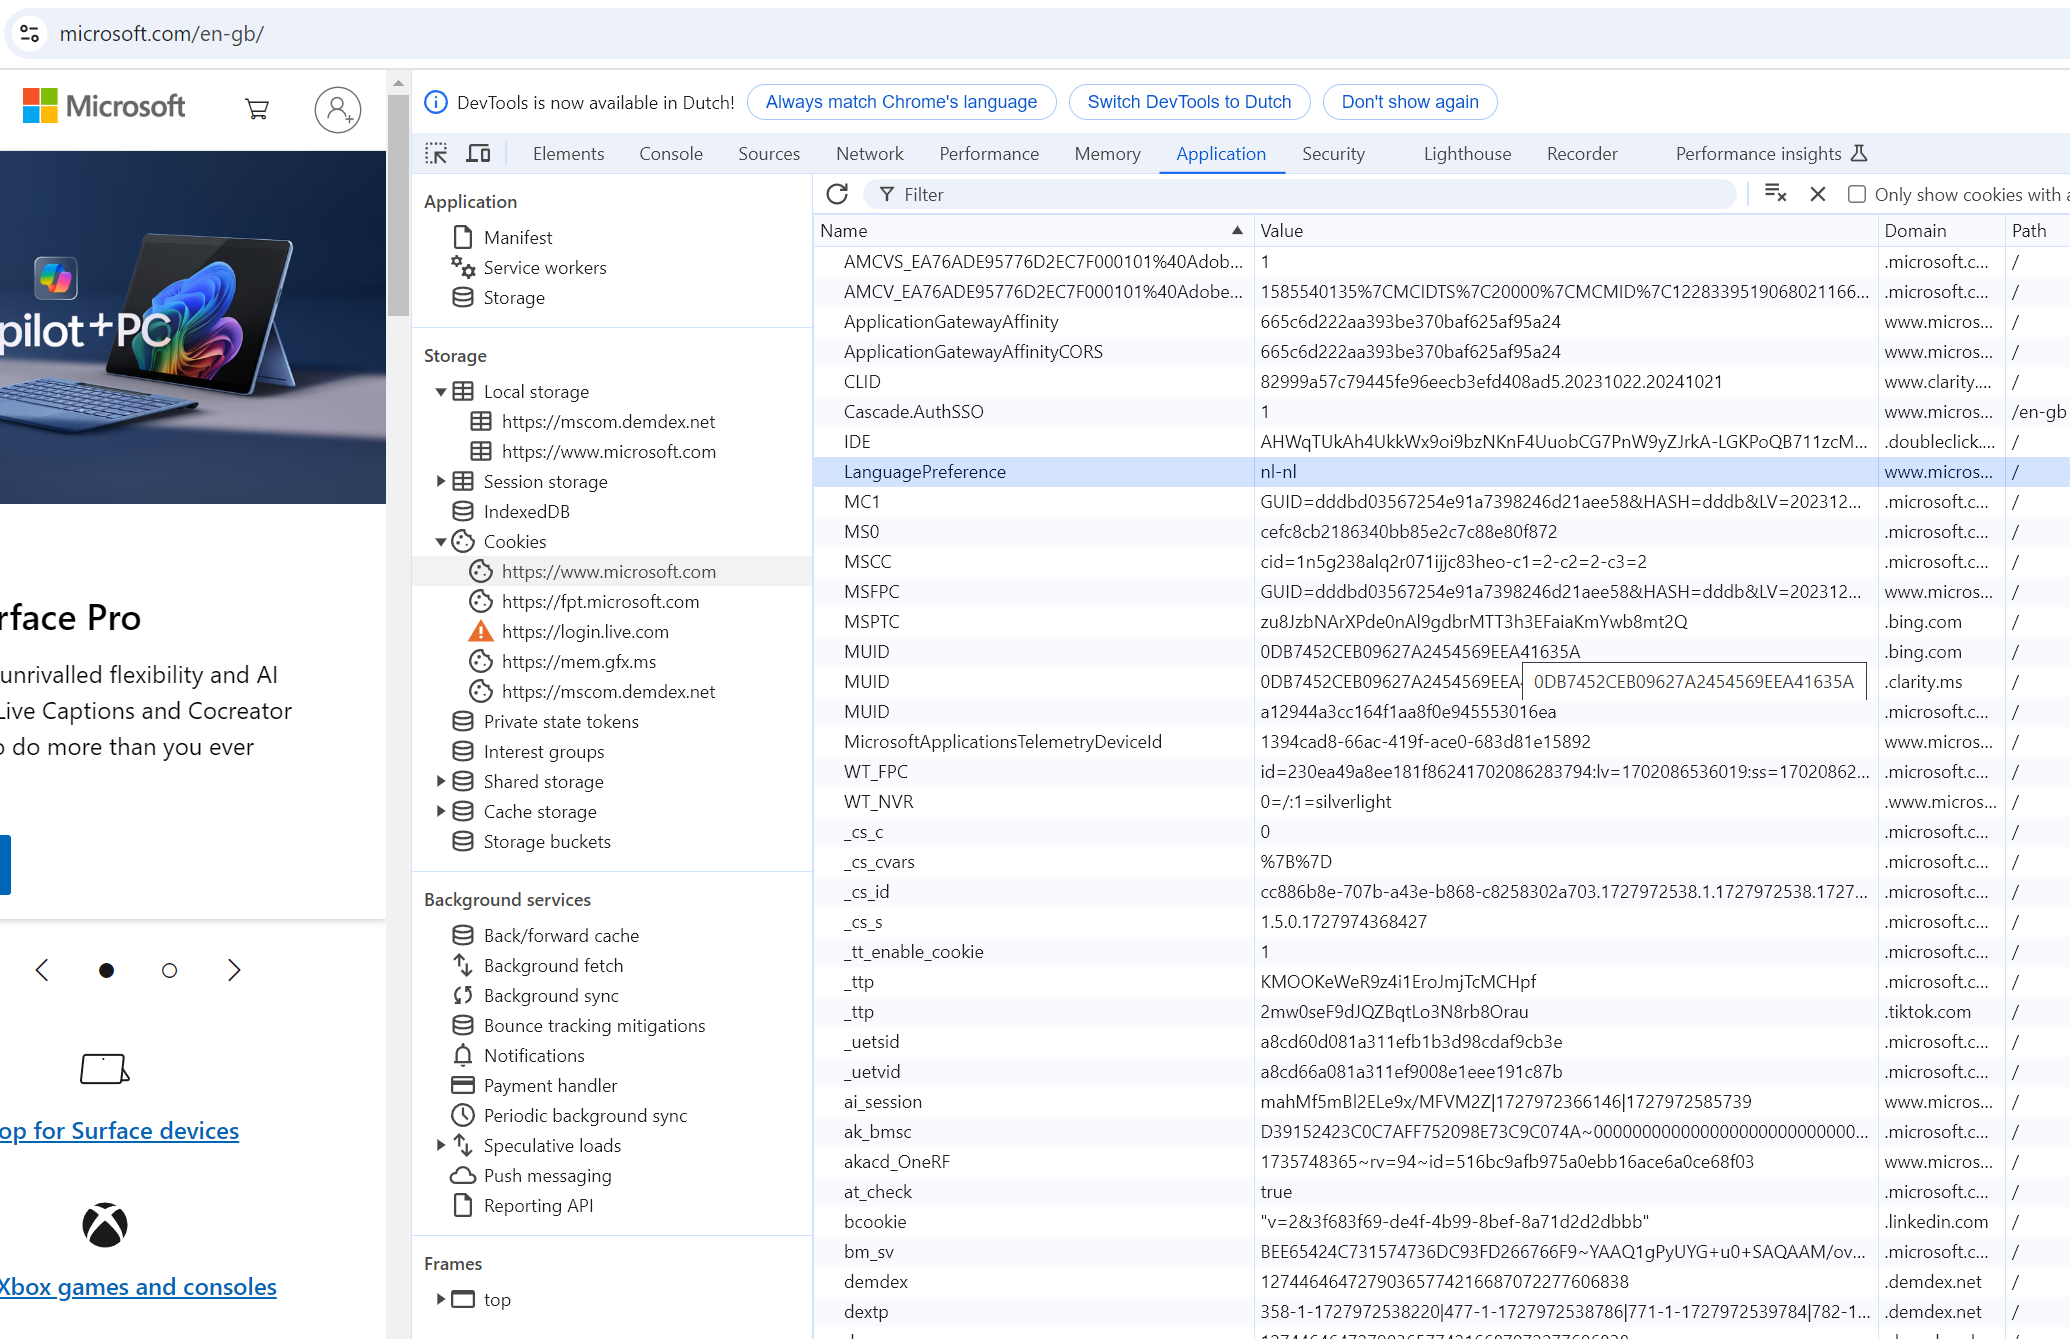 microsoft.com/en-gb/
Microsoft
pilot+PC
rface Pro
unrivalled flexibility and AI
Live Captions and Cocreator
o do more than you ever
op for Surface devices
Xbox games and consoles
DevTools is now available in Dutch!
Always match Chrome's language
Switch DevTools to Dutch
Don't show again
Elements
Console
Sources
Network
Performance
Memory
Application
Security
Lighthouse
Recorder
Performance insights
Application
Manifest
Service workers
Storage
Storage
Local storage
https://mscom.demdex.net
https://www.microsoft.com
Session storage
IndexedDB
Cookies
https://www.microsoft.com
https://fpt.microsoft.com
https://login.live.com
https://mem.gfx.ms
https://mscom.demdex.net
Private state tokens
Interest groups
Shared storage
Cache storage
Storage buckets
Background services
Back/forward cache
Background fetch
Background sync
Bounce tracking mitigations
Notifications
Payment handler
Periodic background sync
Speculative loads
Push messaging
Reporting API
Frames
top
Filter
Only show cookies with a
Name Value Domain Path
AMCVS_EA76ADE95776D2EC7F000101%40Adob... 1 .microsoft.c... /
AMCV_EA76ADE95776D2EC7F000101%40Adobe... 1585540135%7CMCIDTS%7C20000%7CMCMID%7C1228339519068021166... .microsoft.c... /
ApplicationGatewayAffinity 665c6d222aa393be370baf625af95a24 www.micros... /
ApplicationGatewayAffinityCORS 665c6d222aa393be370baf625af95a24 www.micros... /
CLID 82999a57c79445fe96eecb3efd408ad5.20231022.20241021 www.clarity.... /
Cascade.AuthSSO 1 www.micros... /en-gb
IDE AHWqTUkAh4UkkWx9oi9bzNKnF4UuobCG7PnW9yZJrkA-LGKPoQB711zcM... .doubleclick.... /
LanguagePreference nl-nl www.micros... /
MC1 GUID=dddbd03567254e91a7398246d21aee58&HASH=dddb&LV=202312... .microsoft.c... /
MS0 cefc8cb2186340bb85e2c7c88e80f872 .microsoft.c... /
MSCC cid=1n5g238alq2r071ijjc83heo-c1=2-c2=2-c3=2 .microsoft.c... /
MSFPC GUID=dddbd03567254e91a7398246d21aee58&HASH=dddb&LV=202312... www.micros... /
MSPTC zu8JzbNArXPde0nAl9gdbrMTT3h3EFaiaKmYwb8mt2Q .bing.com /
MUID 0DB7452CEB09627A2454569EEA41635A .bing.com /
MUID 0DB7452CEB09627A2454569EEA4 0DB7452CEB09627A2454569EEA41635A .clarity.ms /
MUID a12944a3cc164f1aa8f0e945553016ea .microsoft.c... /
MicrosoftApplicationsTelemetryDeviceId 1394cad8-66ac-419f-ace0-683d81e15892 www.micros... /
WT_FPC id=230ea49a8ee181f86241702086283794:lv=1702086536019:ss=17020862... .microsoft.c... /
WT_NVR 0=/:1=silverlight .www.micros... /
_cs_c 0 .microsoft.c... /
_cs_cvars %7B%7D .microsoft.c... /
_cs_id cc886b8e-707b-a43e-b868-c8258302a703.1727972538.1.1727972538.1727... .microsoft.c... /
_cs_s 1.5.0.1727974368427 .microsoft.c... /
_tt_enable_cookie 1 .microsoft.c... /
_ttp KMOOKeWeR9z4i1EroJmjTcMCHpf .microsoft.c... /
_ttp 2mw0seF9dJQZBqtLo3N8rb8Orau .tiktok.com /
_uetsid a8cd60d081a311efb1b3d98cdaf9cb3e .microsoft.c... /
_uetvid a8cd66a081a311ef9008e1eee191c87b .microsoft.c... /
ai_session mahMf5mBl2ELe9x/MFVM2Z|1727972366146|1727972585739 www.micros... /
ak_bmsc D39152423C0C7AFF752098E73C9C074A~000000000000000000000000000... .microsoft.c... /
akacd_OneRF 1735748365~rv=94~id=516bc9afb975a0ebb16ace6a0ce68f03 www.micros... /
at_check true .microsoft.c... /
bcookie "v=2&3f683f69-de4f-4b99-8bef-8a71d2d2dbbb" .linkedin.com /
bm_sv BEE65424C731574736DC93FD266766F9~YAAQ1gPyUYG+u0+SAQAAM/ov... .microsoft.c... /
demdex 12744646472790365774216687072277606838 .demdex.net /
dextp 358-1-1727972538220|477-1-1727972538786|771-1-1727972539784|782-1... .demdex.net /